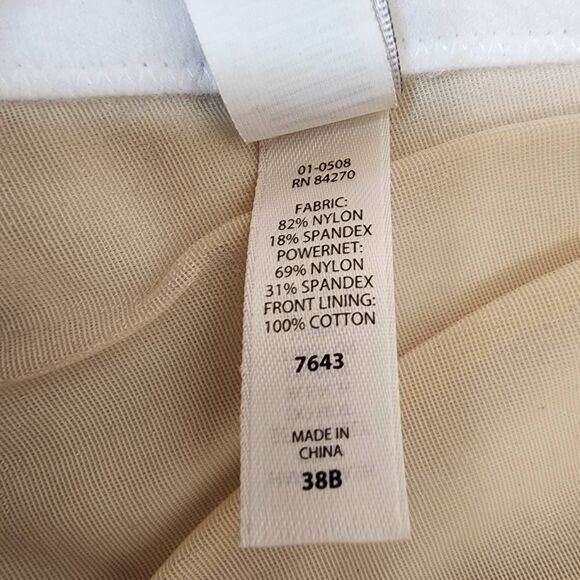 01-0508
RN 84270
FABRIC:
82% NYLON
18% SPANDEX
POWERNET:
69% NYLON
31% SPANDEX
FRONT LINING:
100% COTTON
7643
MADE IN
CHINA
38B